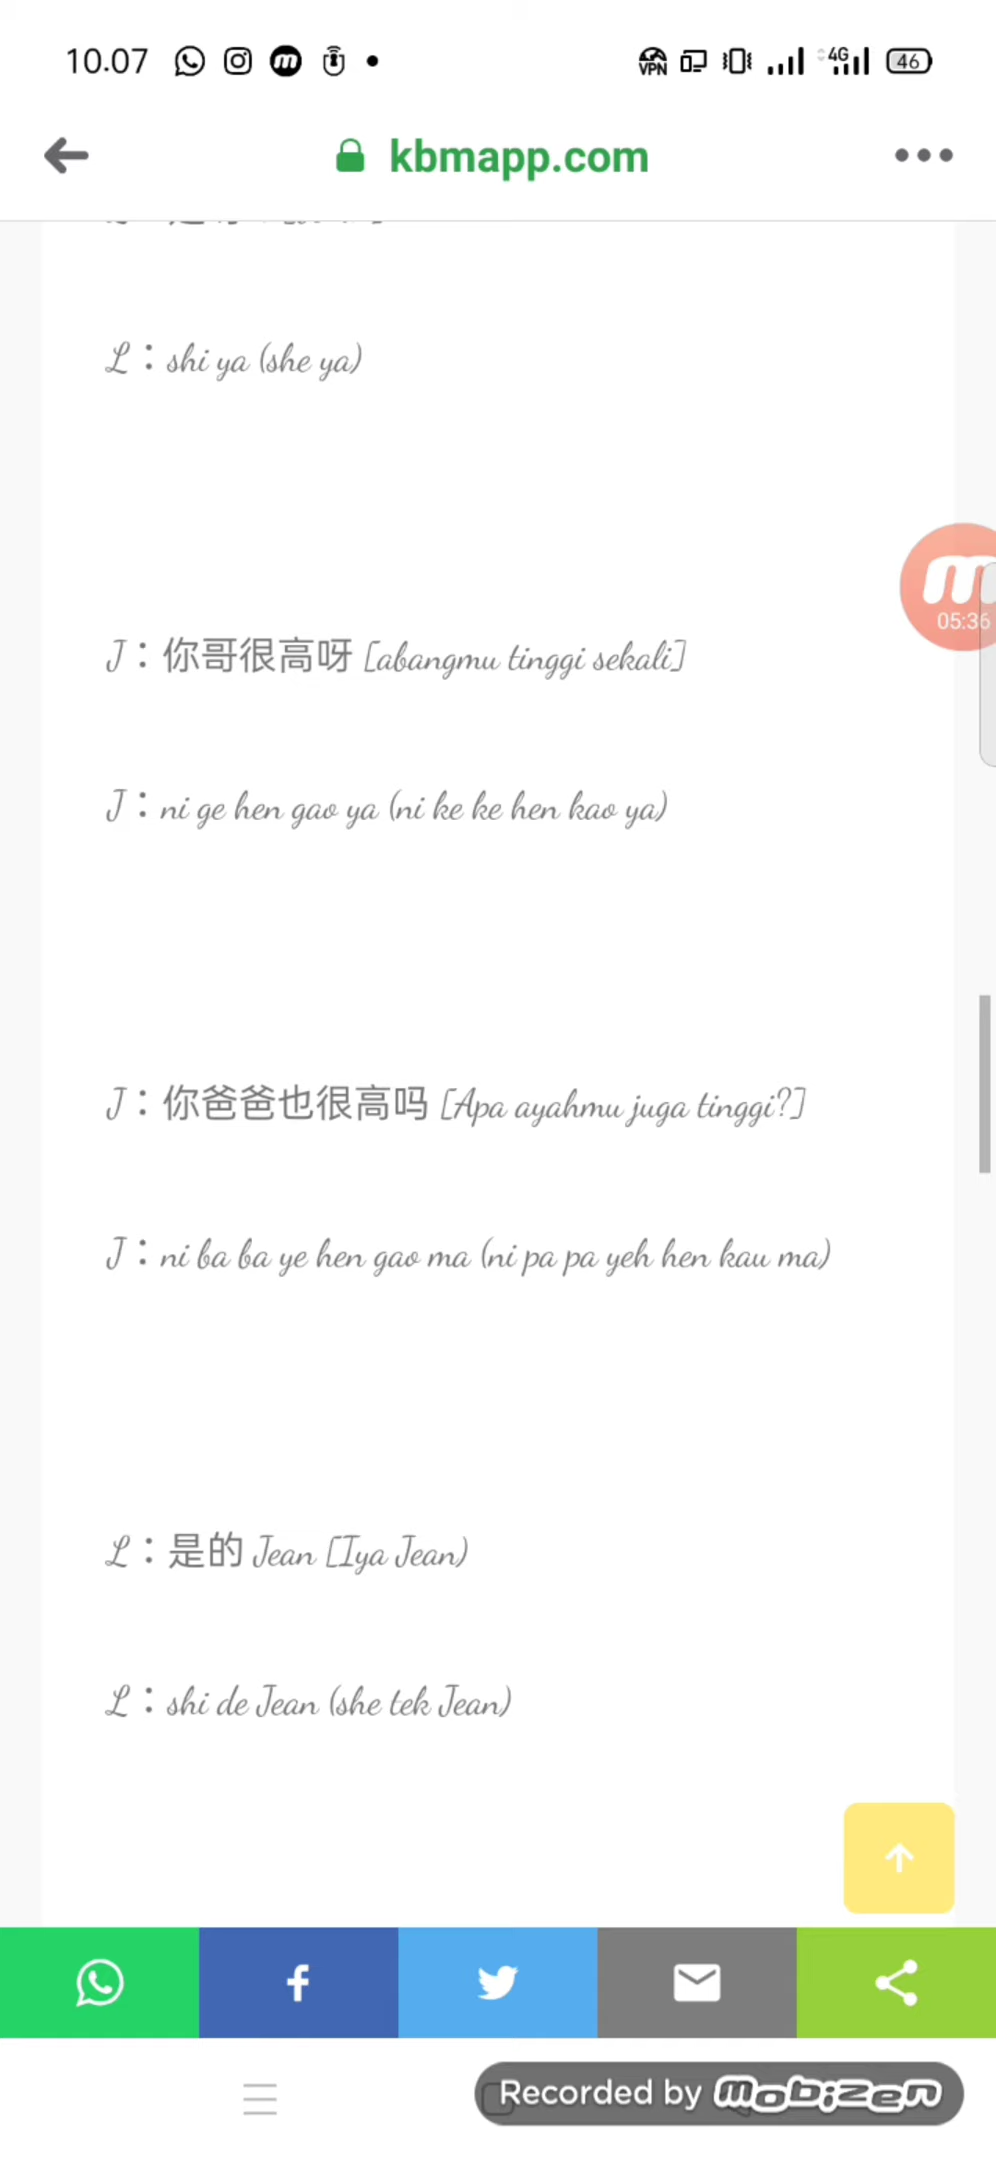 10.07
VPN
4G
46
kbmapp.com
L：shi ya (she ya)
m
05:36
J：你哥很高呀 [abangmu tinggi sekali]
J：ni ge hen gao ya (ni ke ke hen kao ya)
J：你爸爸也很高吗 [Apa ayahmu juga tinggi?]
J：ni ba ba ye hen gao ma (ni pa pa yeh hen kau ma)
L：是的 Jean [Iya Jean)
L：shi de Jean (she tek Jean)
Recorded by mobizen